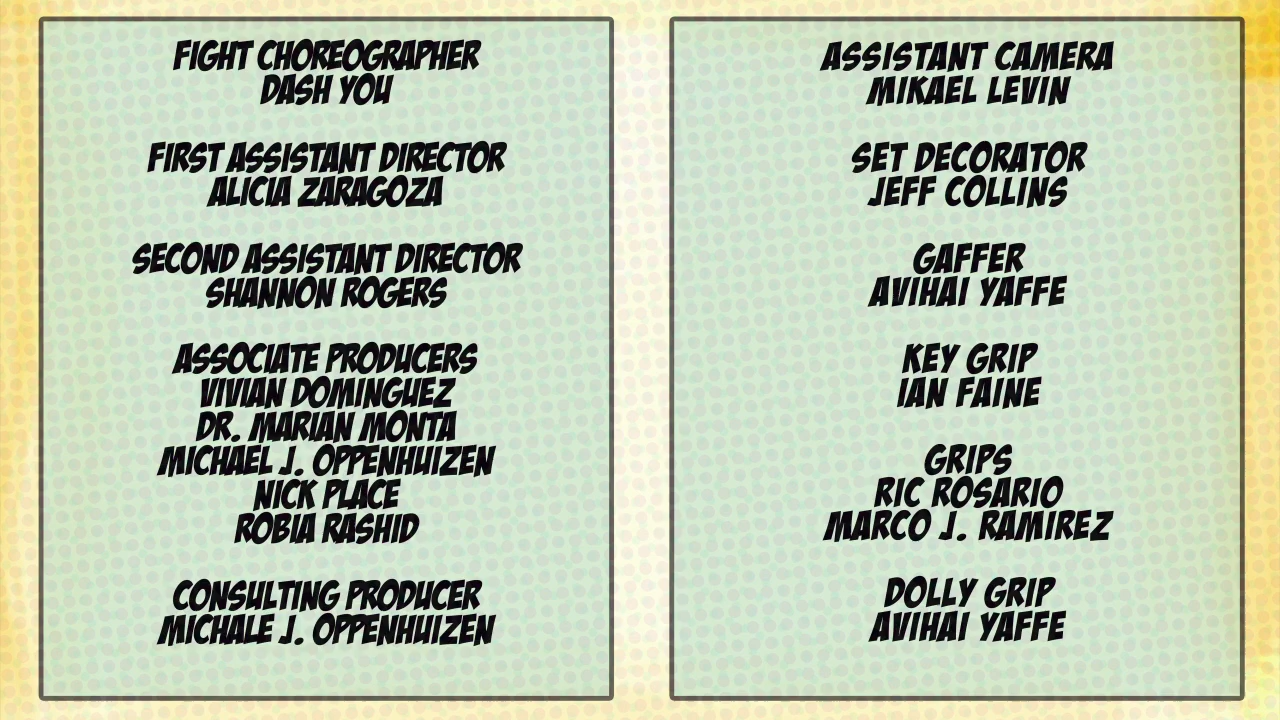 FIGHT CHOREOGRAPHER
DASH YOU
FIRST ASSISTANT DIRECTOR
ALICIA ZARAGOZA
SECOND ASSISTANT DIRECTOR
SHANNON ROGERS
ASSOCIATE PRODUCERS
VIVIAN DOMINGUEZ
DR. MARIAN MONTA
MICHAEL J. OPPENHUIZEN
NICK PLACE
ROBIA RASHID
CONSULTING PRODUCER
MICHALE J. OPPENHUIZEN
ASSISTANT CAMERA
MIKAEL LEVIN
SET DECORATOR
JEFF COLLINS
GAFFER
AVIHAI YAFFE
KEY GRIP
IAN FAINE
GRIPS
RIC ROSARIO
MARCO J. RAMIREZ
DOLLY GRIP
AVIHAI YAFFE